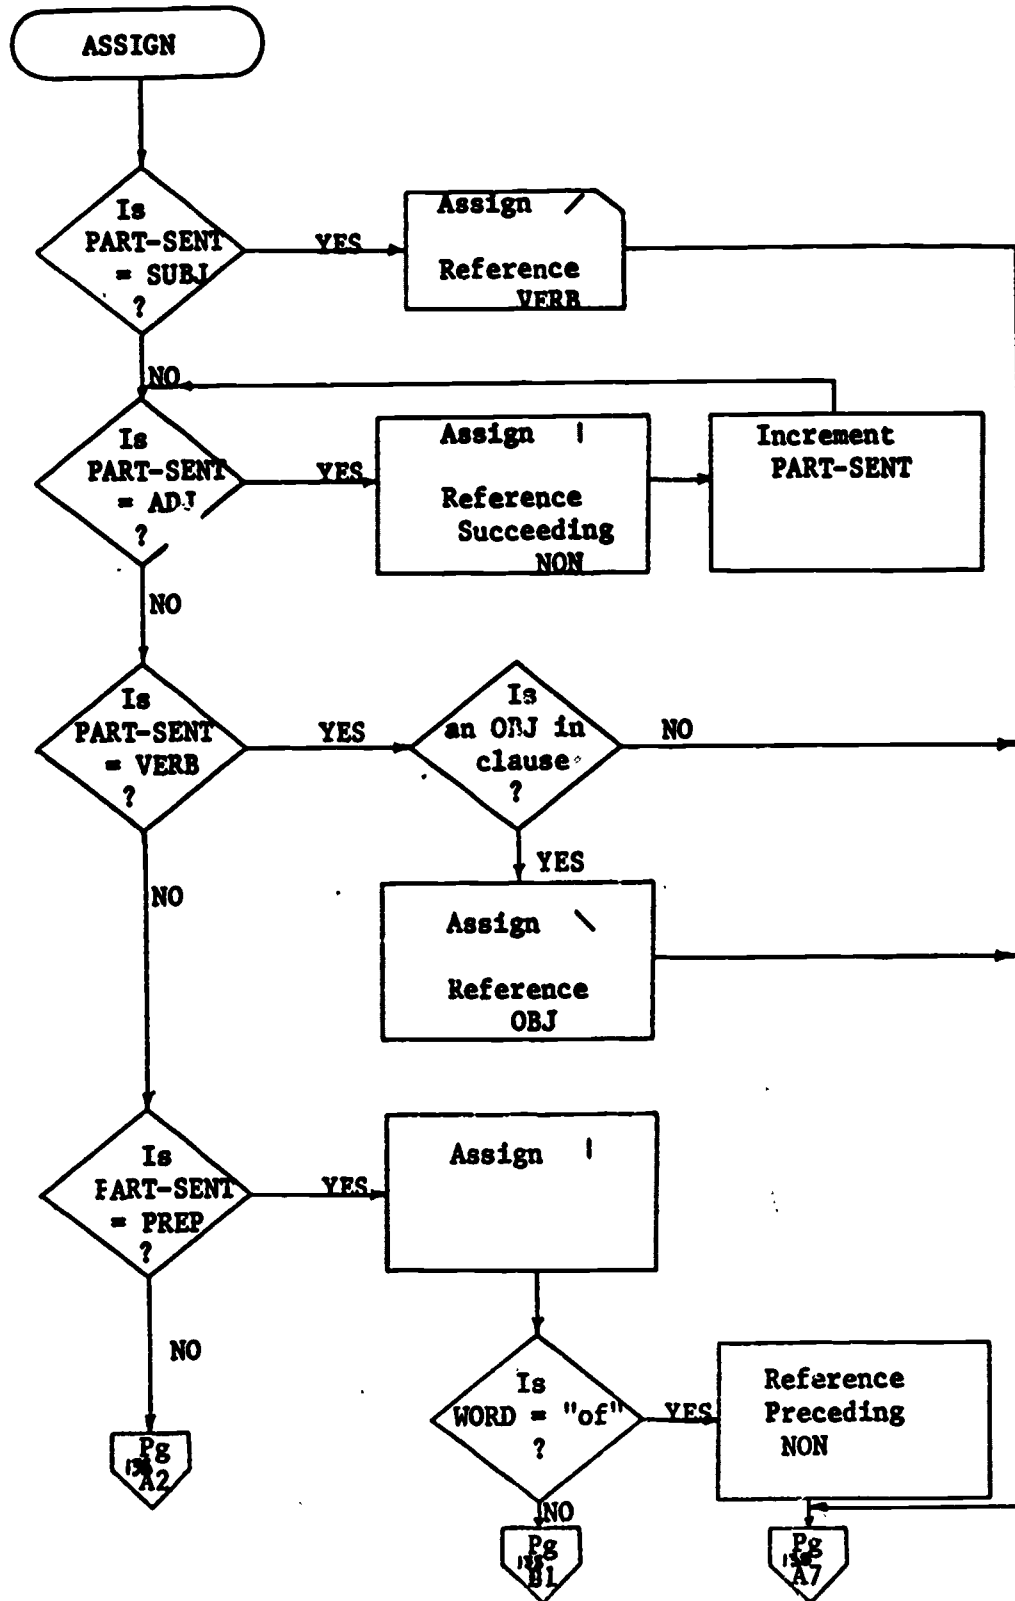 ASSIGN
Is
PART-SENT
= SUBJ
?
YES
Assign /
Reference
VERB
NO
Is
PART-SENT
= ADJ
?
YES
Assign |
Reference
Succeeding
NON
Increment
PART-SENT
NO
Is
PART-SENT
= VERB
?
YES
Is
an OBJ in
clause
?
NO
YES
NO
Assign \
Reference
OBJ
Is
PART-SENT
= PREP
?
YES
Assign |
NO
Is
WORD = "of"
?
YES
Reference
Preceding
NON
Pg
A2
NO
Pg
B1
Pg
A7